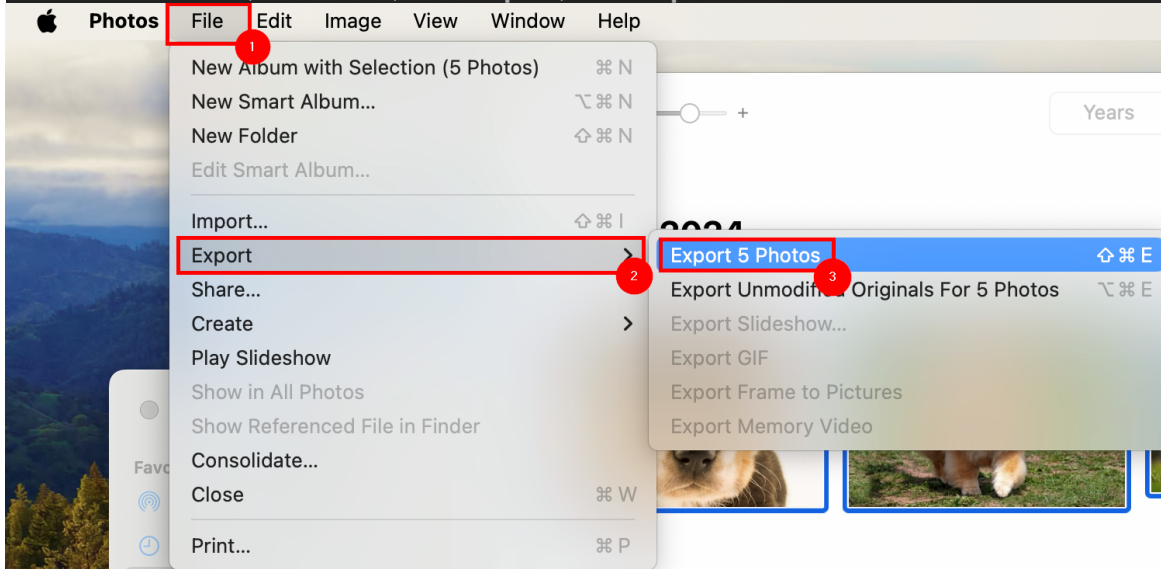 Photos File Edit Image View Window Help
1
New Album with Selection (5 Photos) ⌘ N
New Smart Album... ⌥ ⌘ N
New Folder ⇧ ⌘ N
Edit Smart Album...
+
Years
Import... ⇧ ⌘ I
Export
2
Export 5 Photos ⇧ ⌘ E
3
Export Unmodified Originals For 5 Photos ⌥ ⌘ E
Export Slideshow...
Export GIF
Export Frame to Pictures
Export Memory Video
Share...
Create
Play Slideshow
Show in All Photos
Show Referenced File in Finder
Consolidate...
Close ⌘ W
Print... ⌘ P